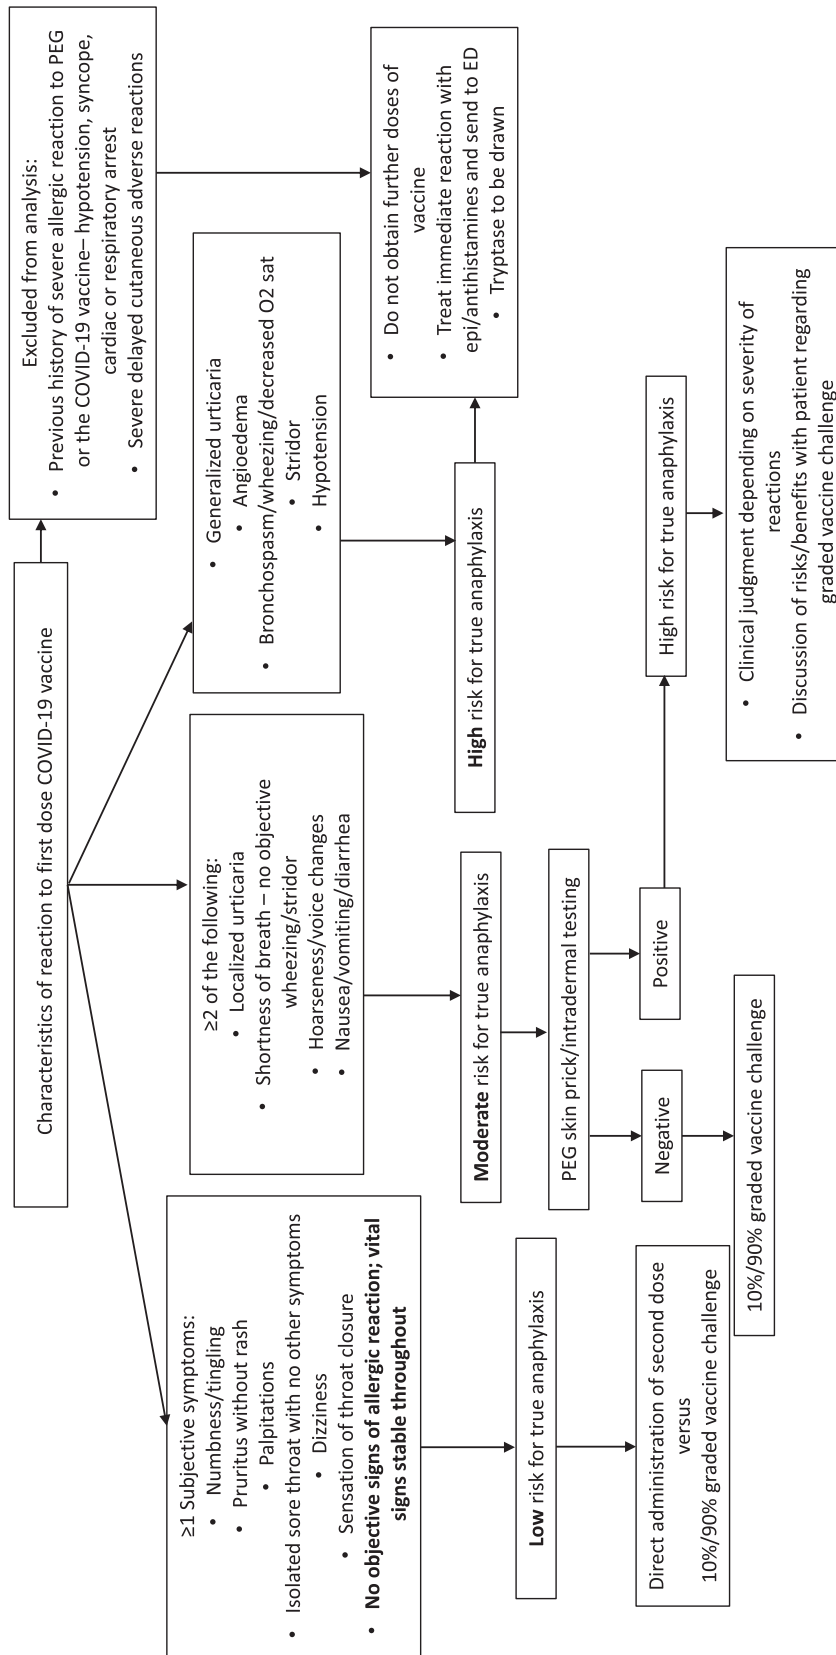 Characteristics of reaction to first dose COVID-19 vaccine
Excluded from analysis:
• Previous history of severe allergic reaction to PEG
or the COVID-19 vaccine– hypotension, syncope,
cardiac or respiratory arrest
• Severe delayed cutaneous adverse reactions
≥1 Subjective symptoms:
• Numbness/tingling
• Pruritus without rash
• Palpitations
• Isolated sore throat with no other symptoms
• Dizziness
• Sensation of throat closure
• No objective signs of allergic reaction; vital
signs stable throughout
≥2 of the following:
• Localized urticaria
• Shortness of breath – no objective
wheezing/stridor
• Hoarseness/voice changes
• Nausea/vomiting/diarrhea
• Generalized urticaria
• Angioedema
• Bronchospasm/wheezing/decreased O2 sat
• Stridor
• Hypotension
• Do not obtain further doses of
vaccine
• Treat immediate reaction with
epi/antihistamines and send to ED
• Tryptase to be drawn
Low risk for true anaphylaxis
Moderate risk for true anaphylaxis
High risk for true anaphylaxis
PEG skin prick/intradermal testing
Negative
Positive
High risk for true anaphylaxis
Direct administration of second dose
versus
10%/90% graded vaccine challenge
10%/90% graded vaccine challenge
• Clinical judgment depending on severity of
reactions
• Discussion of risks/benefits with patient regarding
graded vaccine challenge